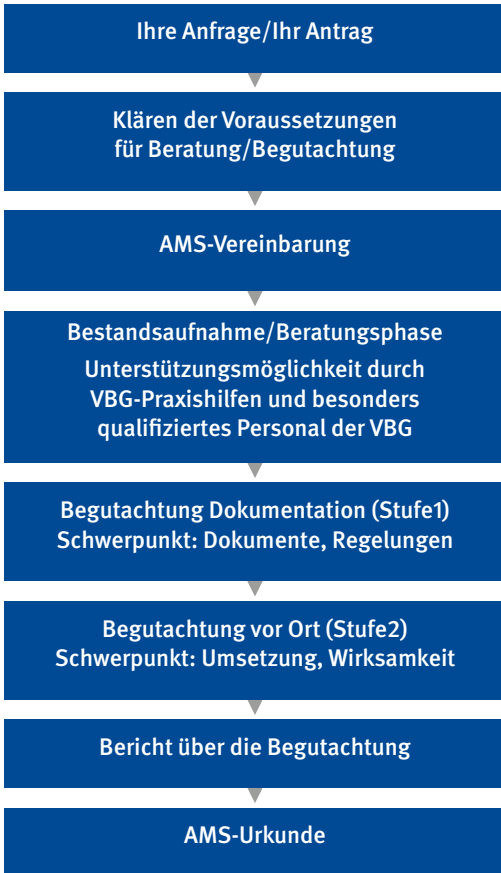 Ihre Anfrage/Ihr Antrag
Klären der Voraussetzungen
für Beratung/Begutachtung
AMS-Vereinbarung
Bestandsaufnahme/Beratungsphase
Unterstützungsmöglichkeit durch
VBG-Praxishilfen und besonders
qualifiziertes Personal der VBG
Begutachtung Dokumentation (Stufe1)
Schwerpunkt: Dokumente, Regelungen
Begutachtung vor Ort (Stufe2)
Schwerpunkt: Umsetzung, Wirksamkeit
Bericht über die Begutachtung
AMS-Urkunde